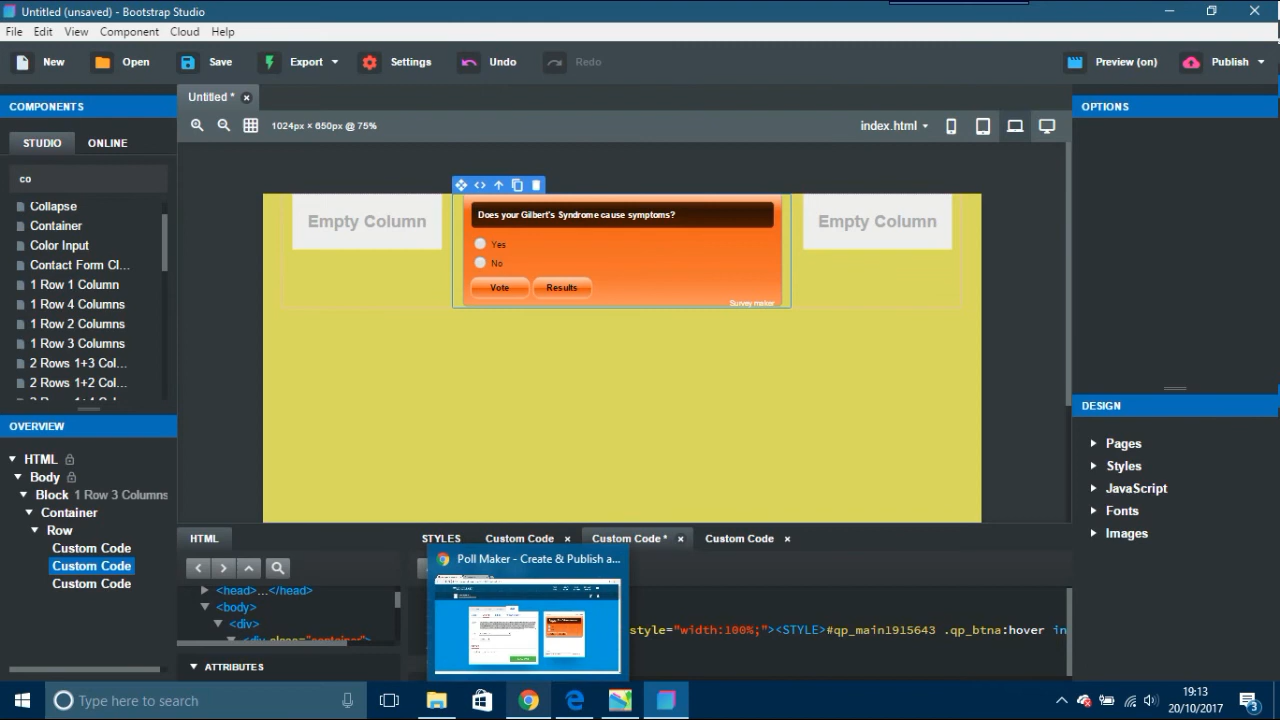 Untitled (unsaved) - Bootstrap Studio
File Edit View Component Cloud Help
New Open Save Export Settings Undo Redo Preview (on) Publish
COMPONENTS
Untitled *
OPTIONS
STUDIO ONLINE
1024px × 650px @ 75%
index.html
co
Collapse
Container
Color Input
Contact Form Cl...
1 Row 1 Column
1 Row 4 Columns
1 Row 2 Columns
1 Row 3 Columns
2 Rows 1+3 Col...
2 Rows 1+2 Col...
Empty Column
Does your Gilbert's Syndrome cause symptoms?
Yes
No
Vote Results
Survey maker
Empty Column
OVERVIEW
HTML
Body
Block 1 Row 3 Columns
Container
Row
Custom Code
Custom Code
Custom Code
DESIGN
Pages
Styles
JavaScript
Fonts
Images
HTML
STYLES Custom Code Custom Code * Custom Code
Poll Maker - Create & Publish a...
<head>...</head>
<body>
<div>
<div class="container">
style="width:100%;"><STYLE>#qp_main1915343 .qp_btna:hover in
ATTRIBUTES
Type here to search
19:13
20/10/2017
3